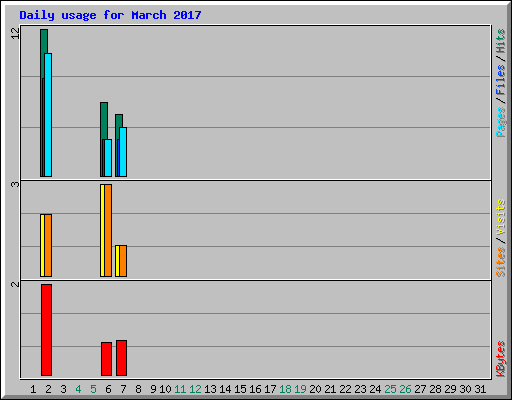 Daily usage for March 2017
12
3
2
Pages/Files/Hits
Sites/Visits
KBytes
1 2 3 4 5 6 7 8 9 10 11 12 13 14 15 16 17 18 19 20 21 22 23 24 25 26 27 28 29 30 31